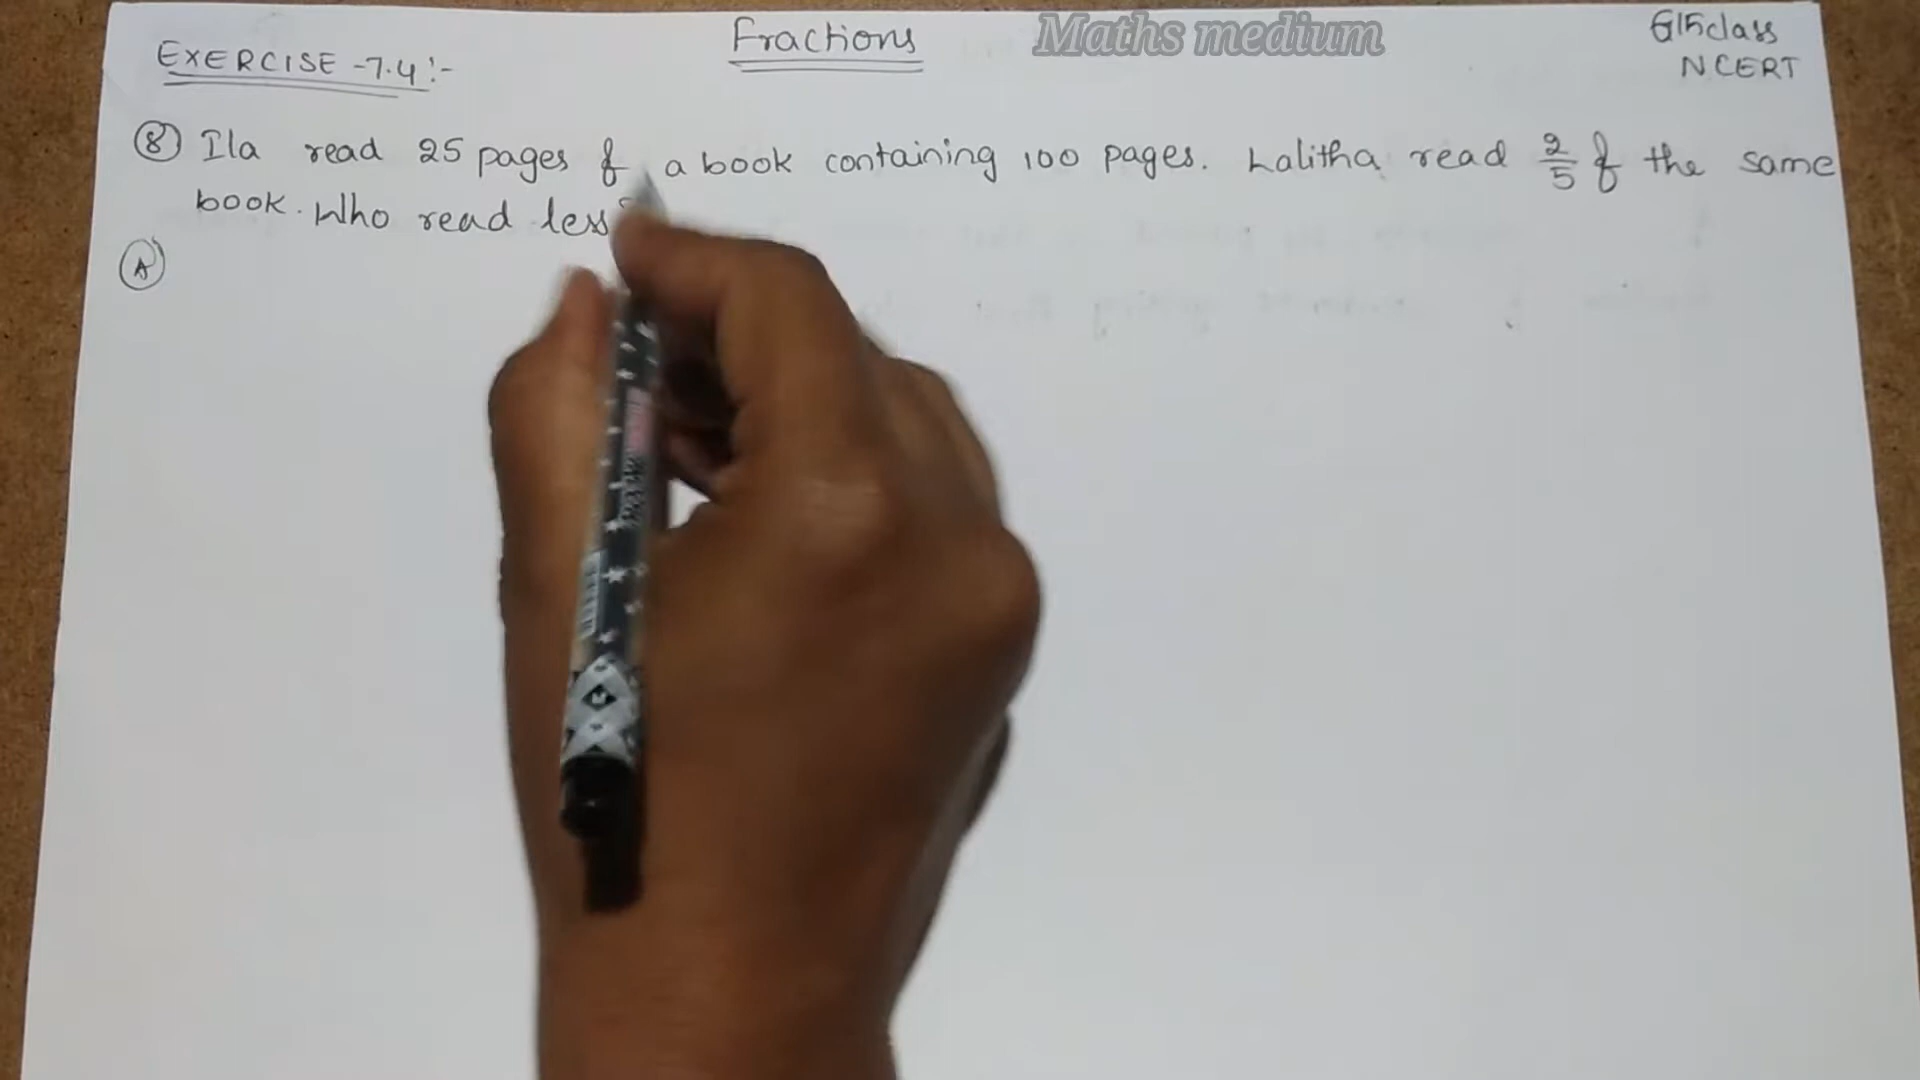 Fractions
Maths medium
6th class
NCERT
EXERCISE -7.4:-
8 Ila read 25 pages of a book containing 100 pages. Lalitha read 2/5 of the same
book. Who read less?
A